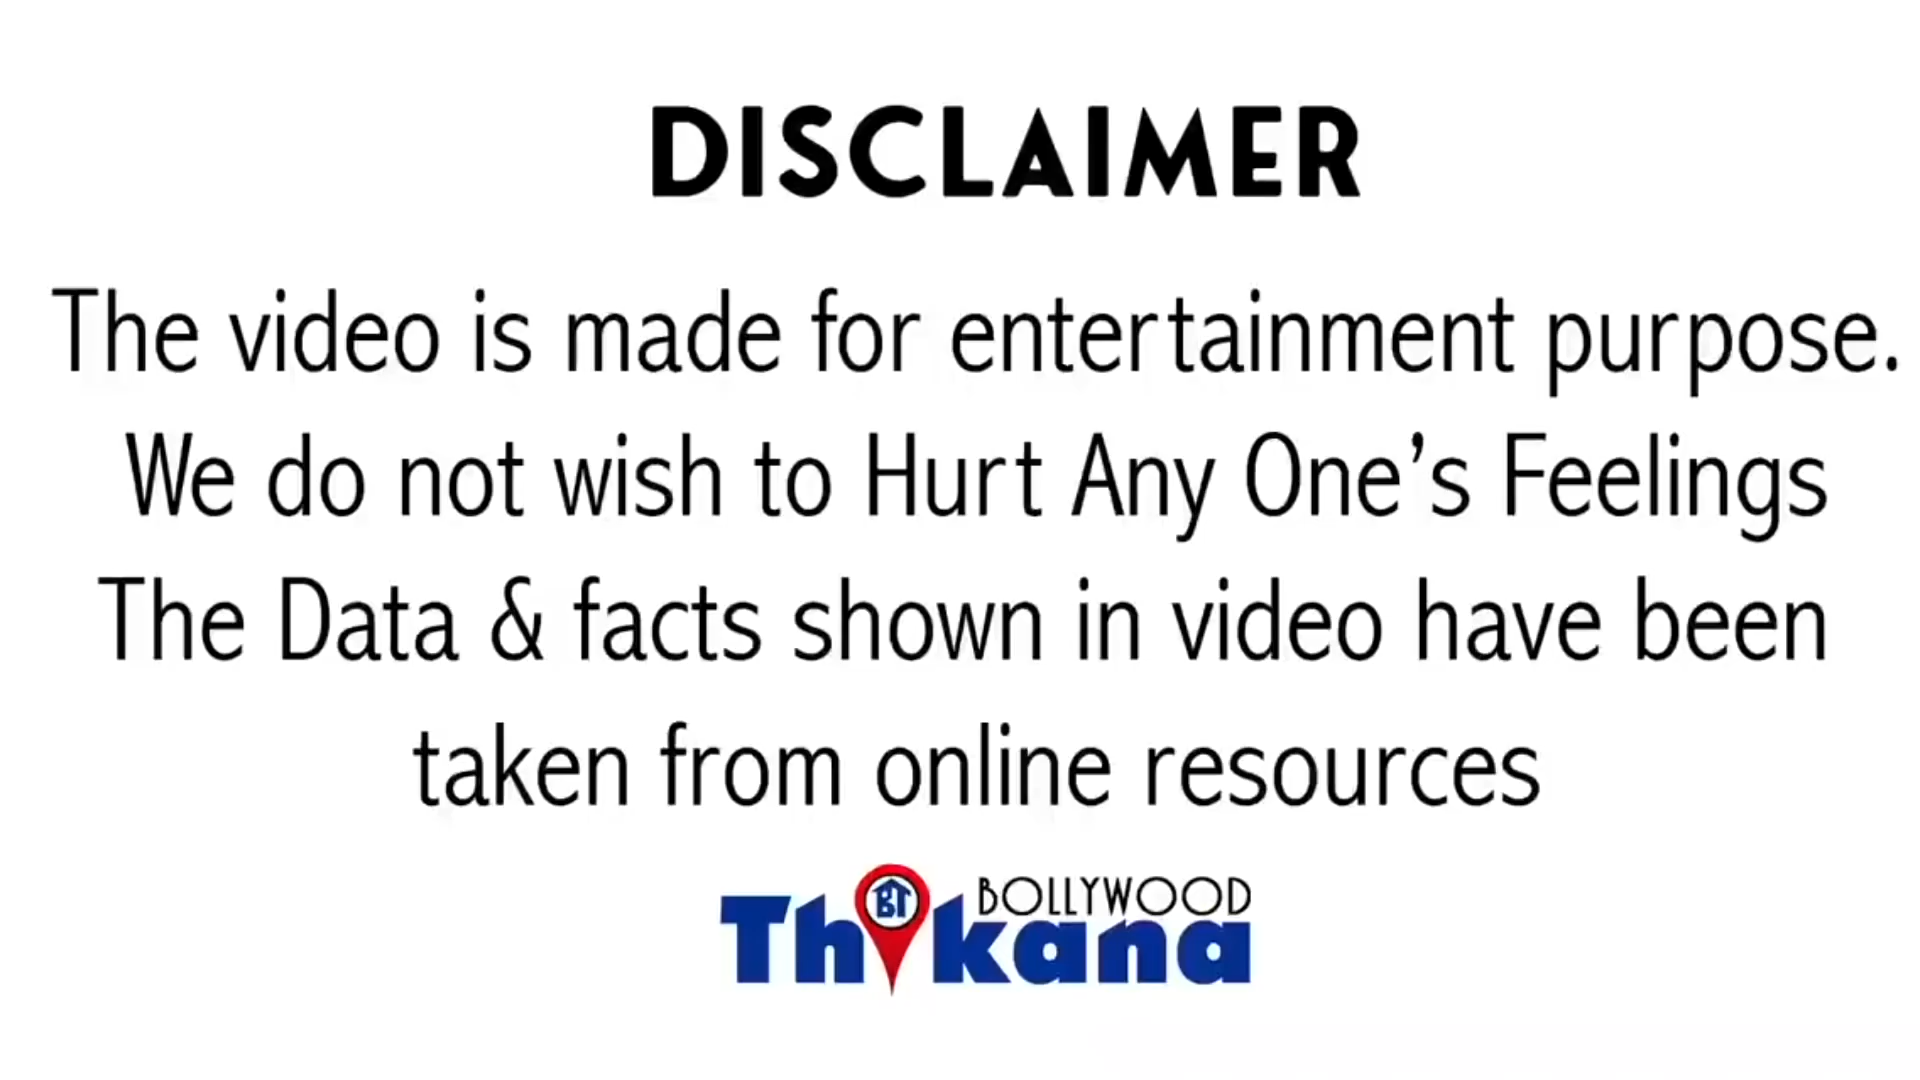 DISCLAIMER
The video is made for entertainment purpose.
We do not wish to Hurt Any One’s Feelings
The Data & facts shown in video have been
taken from online resources
BT
BOLLYWOOD
Thikana